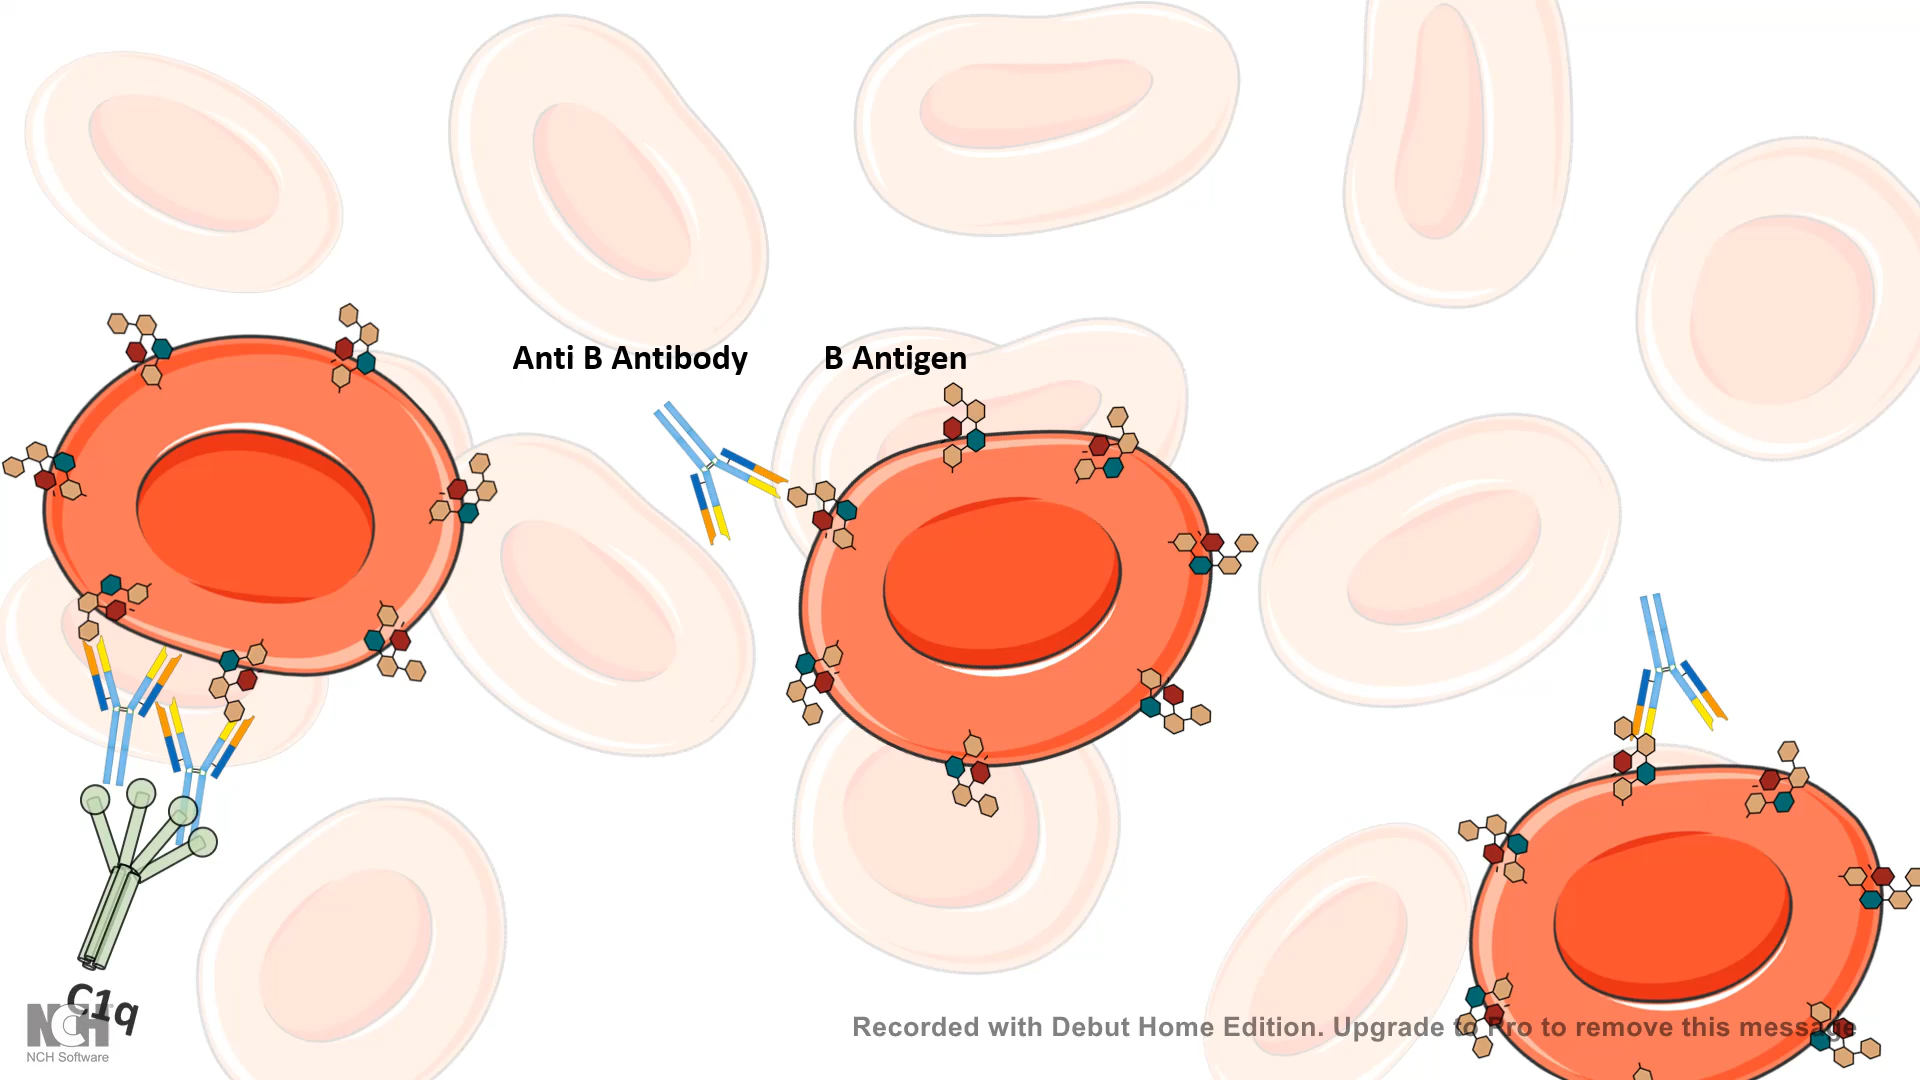 Anti B Antibody
B Antigen
C1q
NCH
NCH Software
Recorded with Debut Home Edition. Upgrade to Pro to remove this message